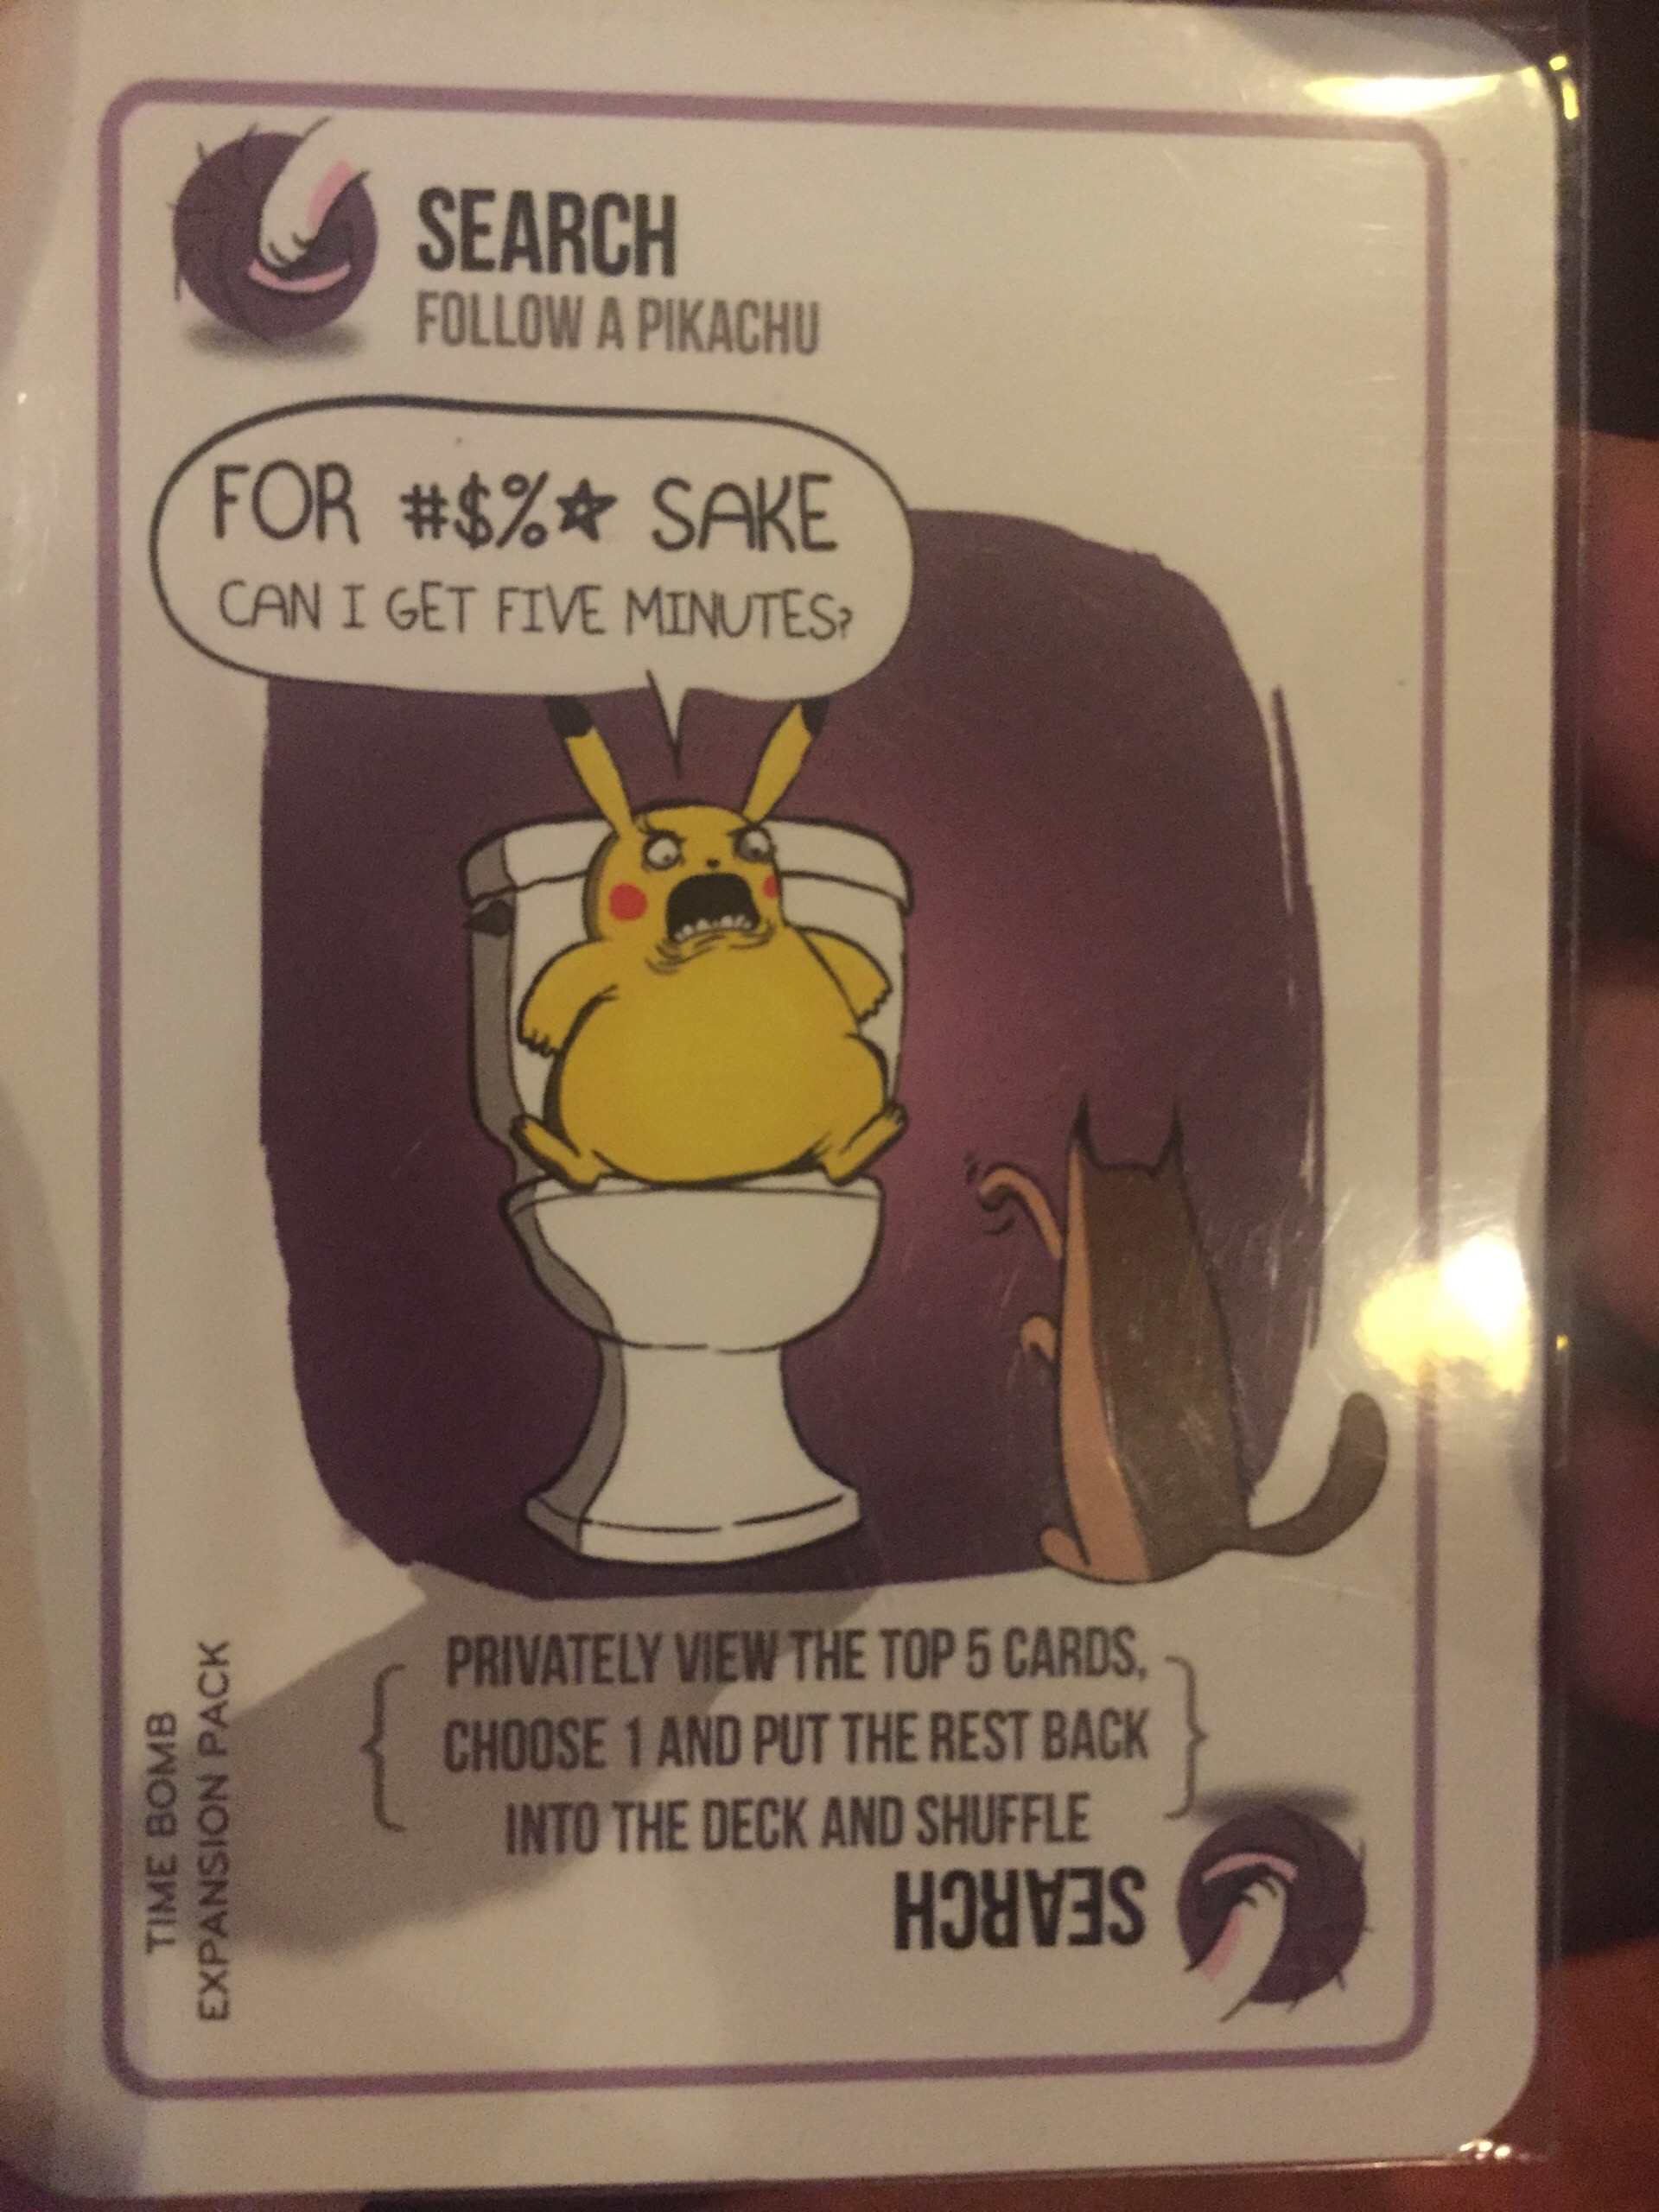 SEARCH
FOLLOW A PIKACHU
FOR #$%☆ SAKE
CAN I GET FIVE MINUTES?
PRIVATELY VIEW THE TOP 5 CARDS,
CHOOSE 1 AND PUT THE REST BACK
INTO THE DECK AND SHUFFLE
SEARCH
TIME BOMB
EXPANSION PACK